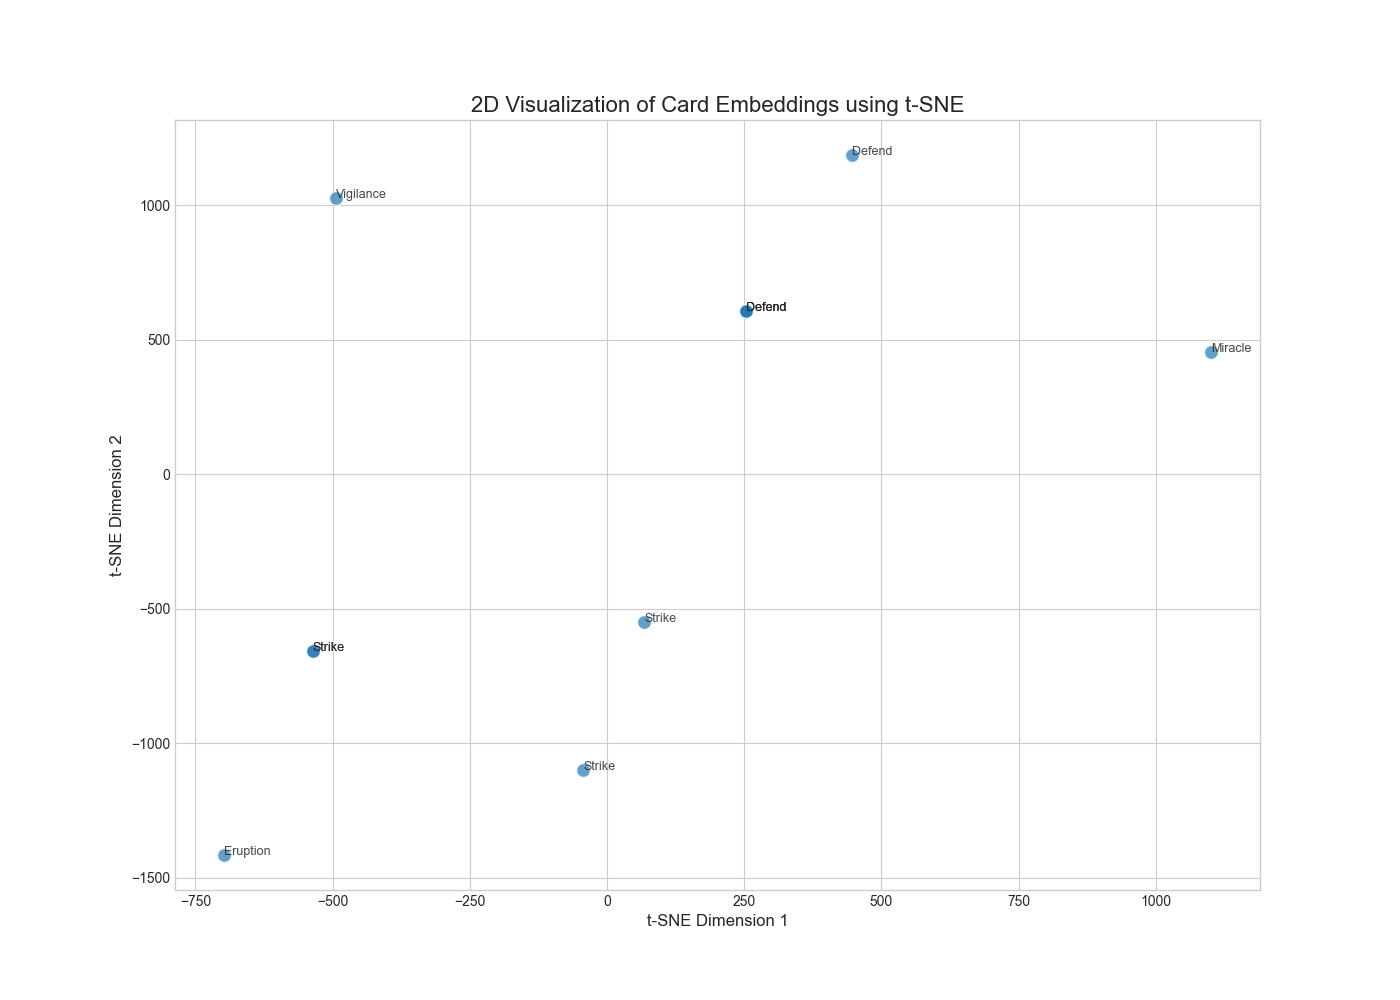 2D Visualization of Card Embeddings using t-SNE
Defend
Vigilance
1000
Defend
500
Miracle
t-SNE Dimension 2
0
−500
Strike
Strike
−1000
Strike
Eruption
−1500
−750
−500
−250
0
250
500
750
1000
t-SNE Dimension 1